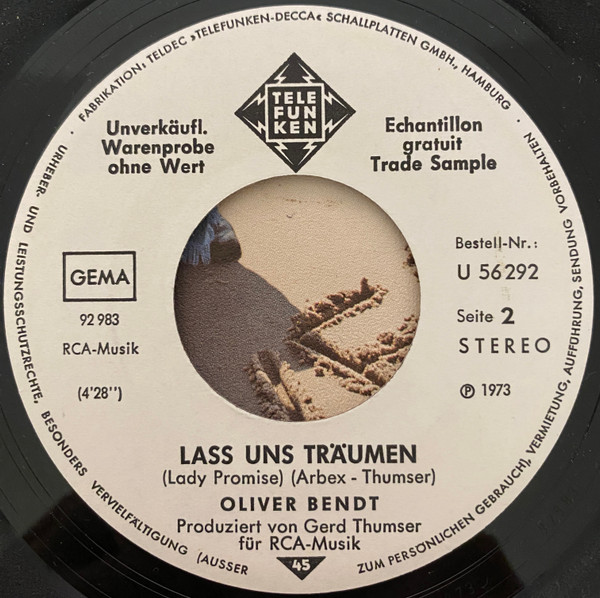 FABRIKATION: TELDEC »TELEFUNKEN-DECCA« SCHALLPLATTEN GMBH., HAMBURG · URHEBER- UND LEISTUNGSSCHUTZRECHTE, BESONDERS VERVIELFÄLTIGUNG (AUSSER ZUM PERSÖNLICHEN GEBRAUCH), VERMIETUNG, AUFFÜHRUNG, SENDUNG VORBEHALTEN ·
TELE
FUN
KEN
Unverkäufl.
Warenprobe
ohne Wert
Echantillon
gratuit
Trade Sample
GEMA
92 983
RCA-Musik
(4'28'')
Bestell-Nr.:
U 56 292
Seite 2
STEREO
℗ 1973
LASS UNS TRÄUMEN
(Lady Promise) (Arbex - Thumser)
OLIVER BENDT
Produziert von Gerd Thumser
für RCA-Musik
45